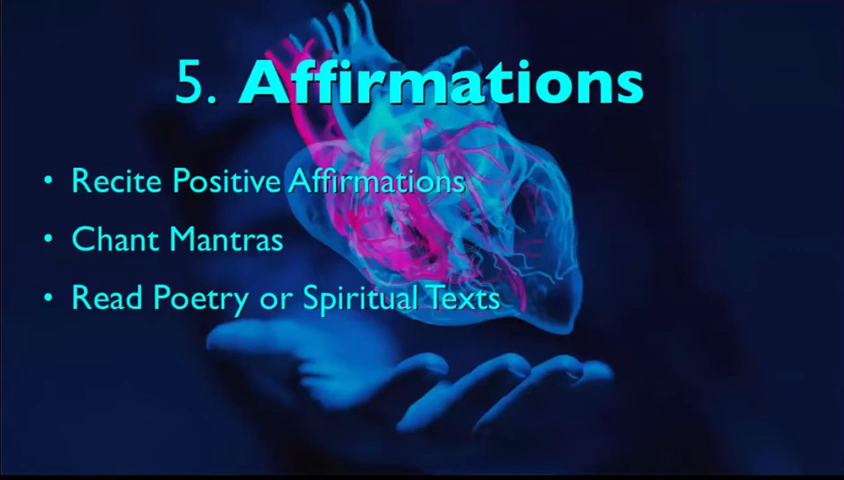 5. Affirmations
• Recite Positive Affirmations
• Chant Mantras
• Read Poetry or Spiritual Texts